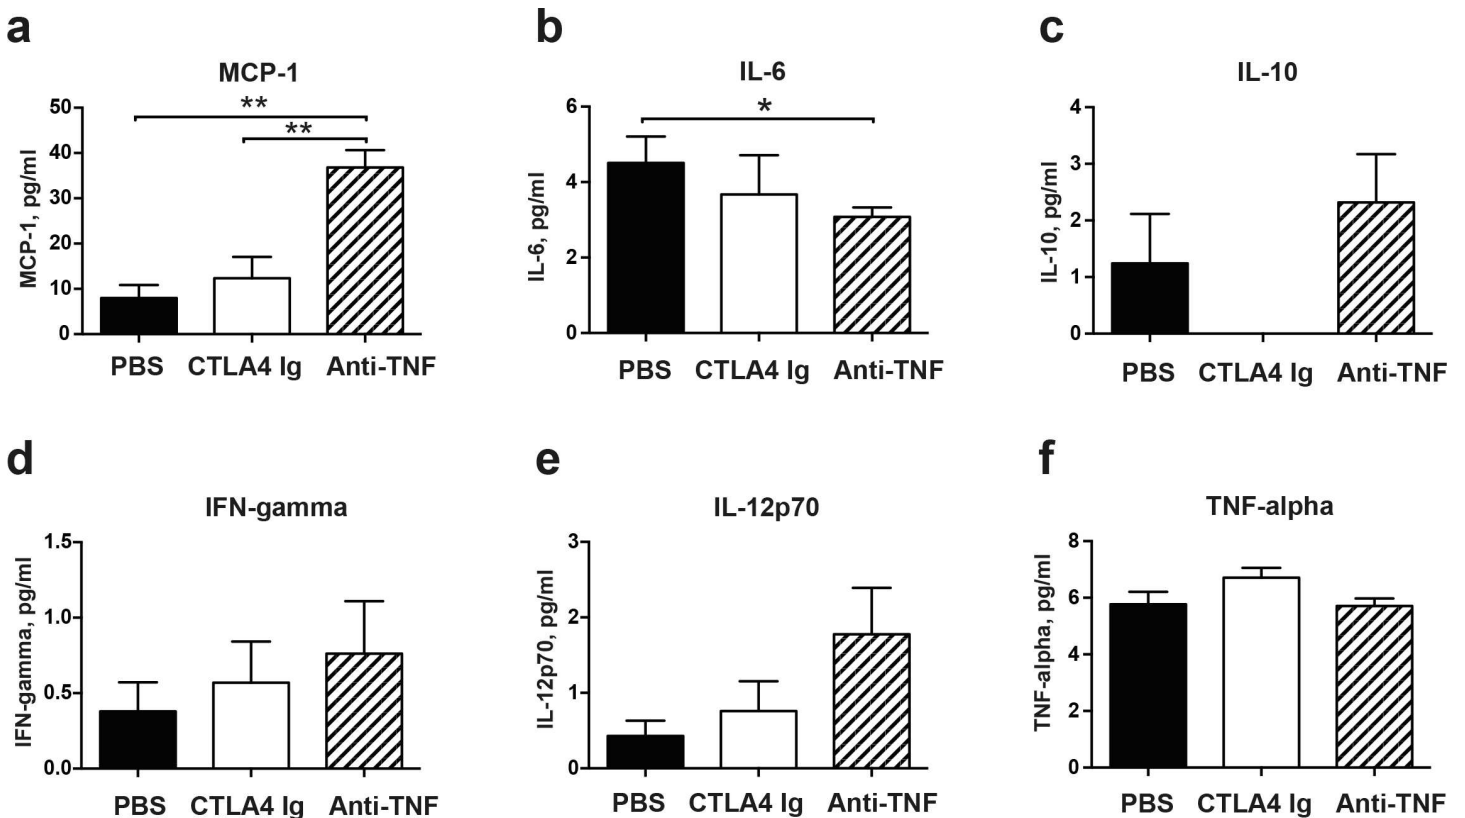 a
MCP-1
MCP-1, pg/ml
50
40
30
20
10
0
**
**
PBS CTLA4 Ig Anti-TNF
b
IL-6
IL-6, pg/ml
6
4
2
0
*
PBS CTLA4 Ig Anti-TNF
c
IL-10
IL-10, pg/ml
4
3
2
1
0
PBS CTLA4 Ig Anti-TNF
d
IFN-gamma
IFN-gamma, pg/ml
1.5
1.0
0.5
0.0
PBS CTLA4 Ig Anti-TNF
e
IL-12p70
IL-12p70, pg/ml
3
2
1
0
PBS CTLA4 Ig Anti-TNF
f
TNF-alpha
TNF-alpha, pg/ml
8
6
4
2
0
PBS CTLA4 Ig Anti-TNF